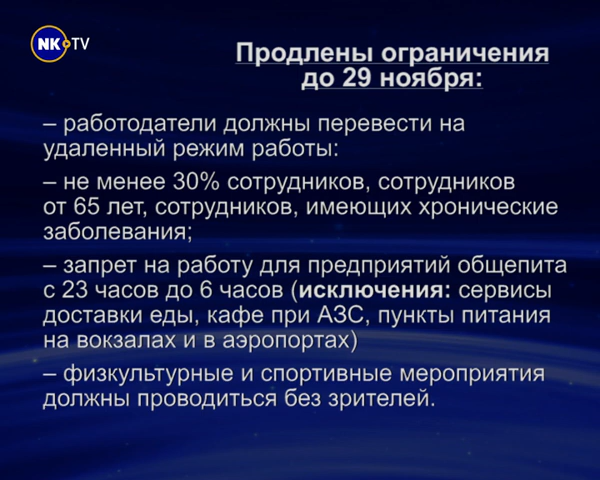 NK TV
Продлены ограничения
до 29 ноября:
– работодатели должны перевести на
удаленный режим работы:
– не менее 30% сотрудников, сотрудников
от 65 лет, сотрудников, имеющих хронические
заболевания;
– запрет на работу для предприятий общепита
с 23 часов до 6 часов (исключения: сервисы
доставки еды, кафе при АЗС, пункты питания
на вокзалах и в аэропортах)
– физкультурные и спортивные мероприятия
должны проводиться без зрителей.